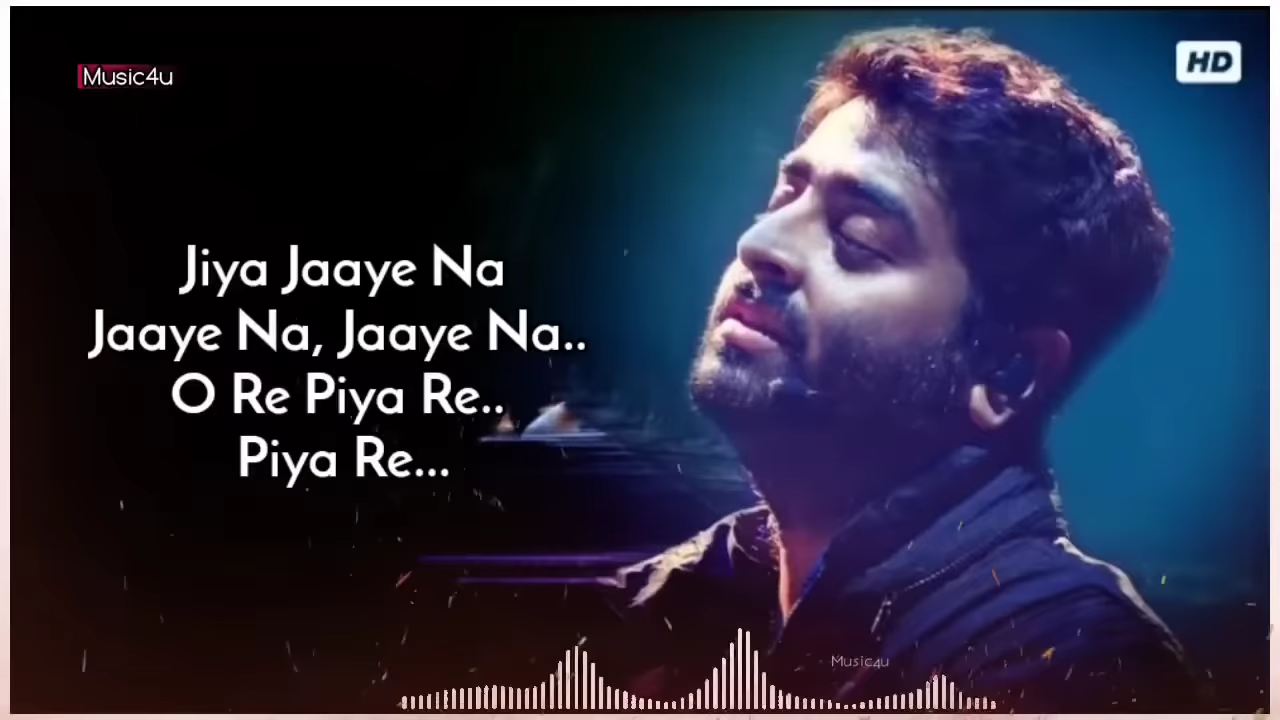 Music4u
HD
Jiya Jaaye Na
Jaaye Na, Jaaye Na..
O Re Piya Re..
Piya Re...
Music4u